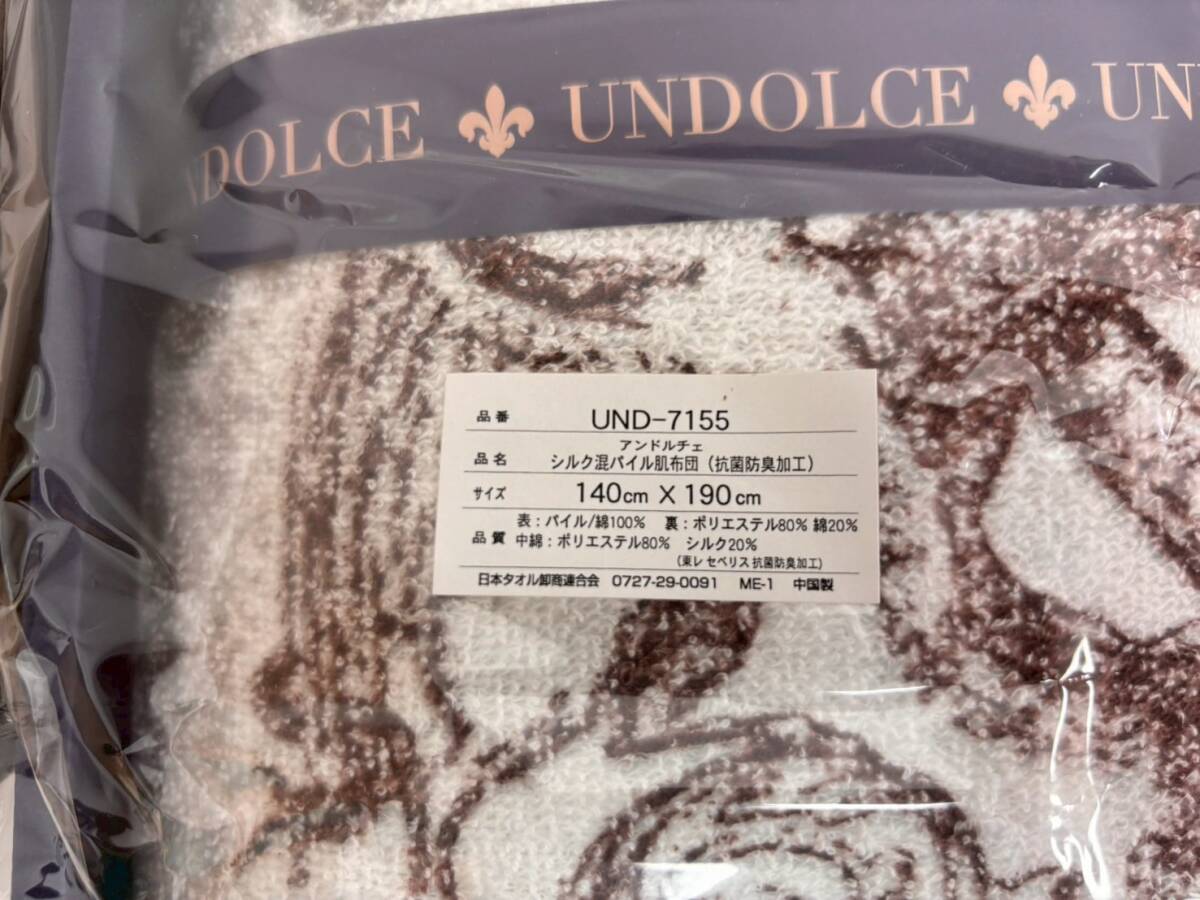 DOLCE ⚜ UNDOLCE ⚜ UN
品番 UND-7155
アンドルチェ
品名 シルク混パイル肌布団（抗菌防臭加工）
サイズ 140cm X 190cm
表：パイル/綿100% 裏：ポリエステル80% 綿20%
品質 中綿：ポリエステル80% シルク20%
（東レ セベリス 抗菌防臭加工）
日本タオル卸商連合会 0727-29-0091 ME-1 中国製